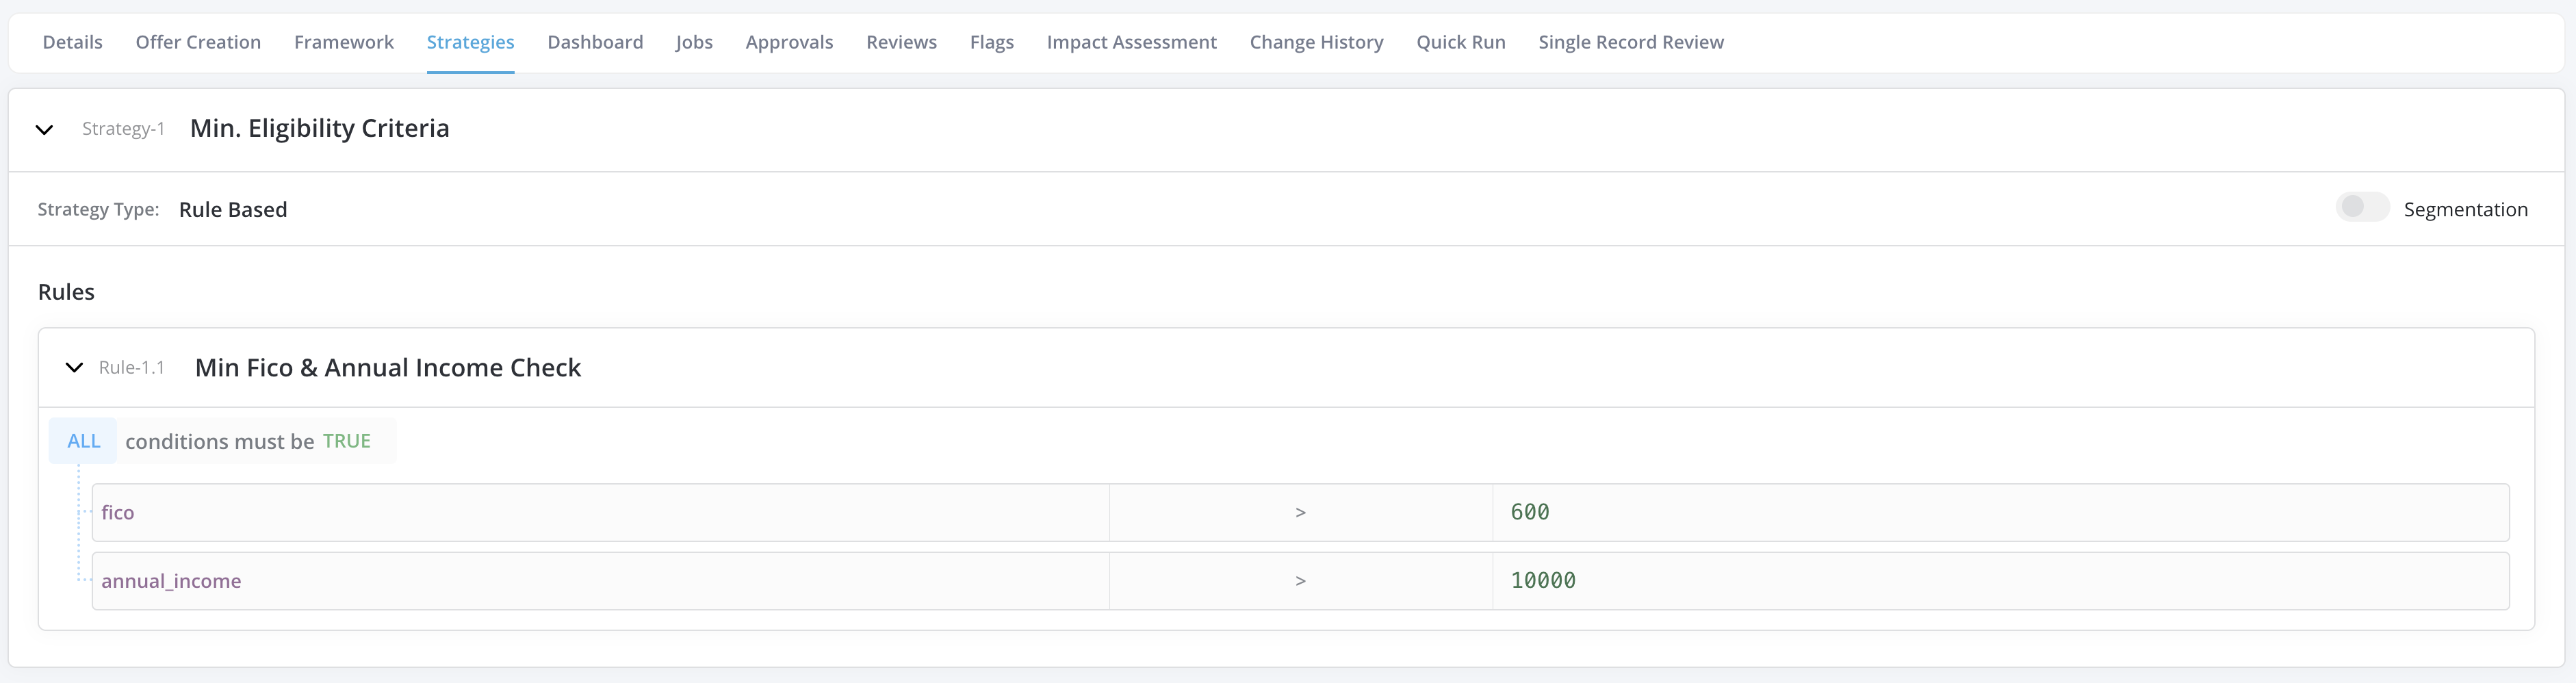 Details Offer Creation Framework Strategies Dashboard Jobs Approvals Reviews Flags Impact Assessment Change History Quick Run Single Record Review
Strategy-1 Min. Eligibility Criteria
Strategy Type: Rule Based Segmentation
Rules
Rule-1.1 Min Fico & Annual Income Check
ALL conditions must be TRUE
fico > 600
annual_income > 10000